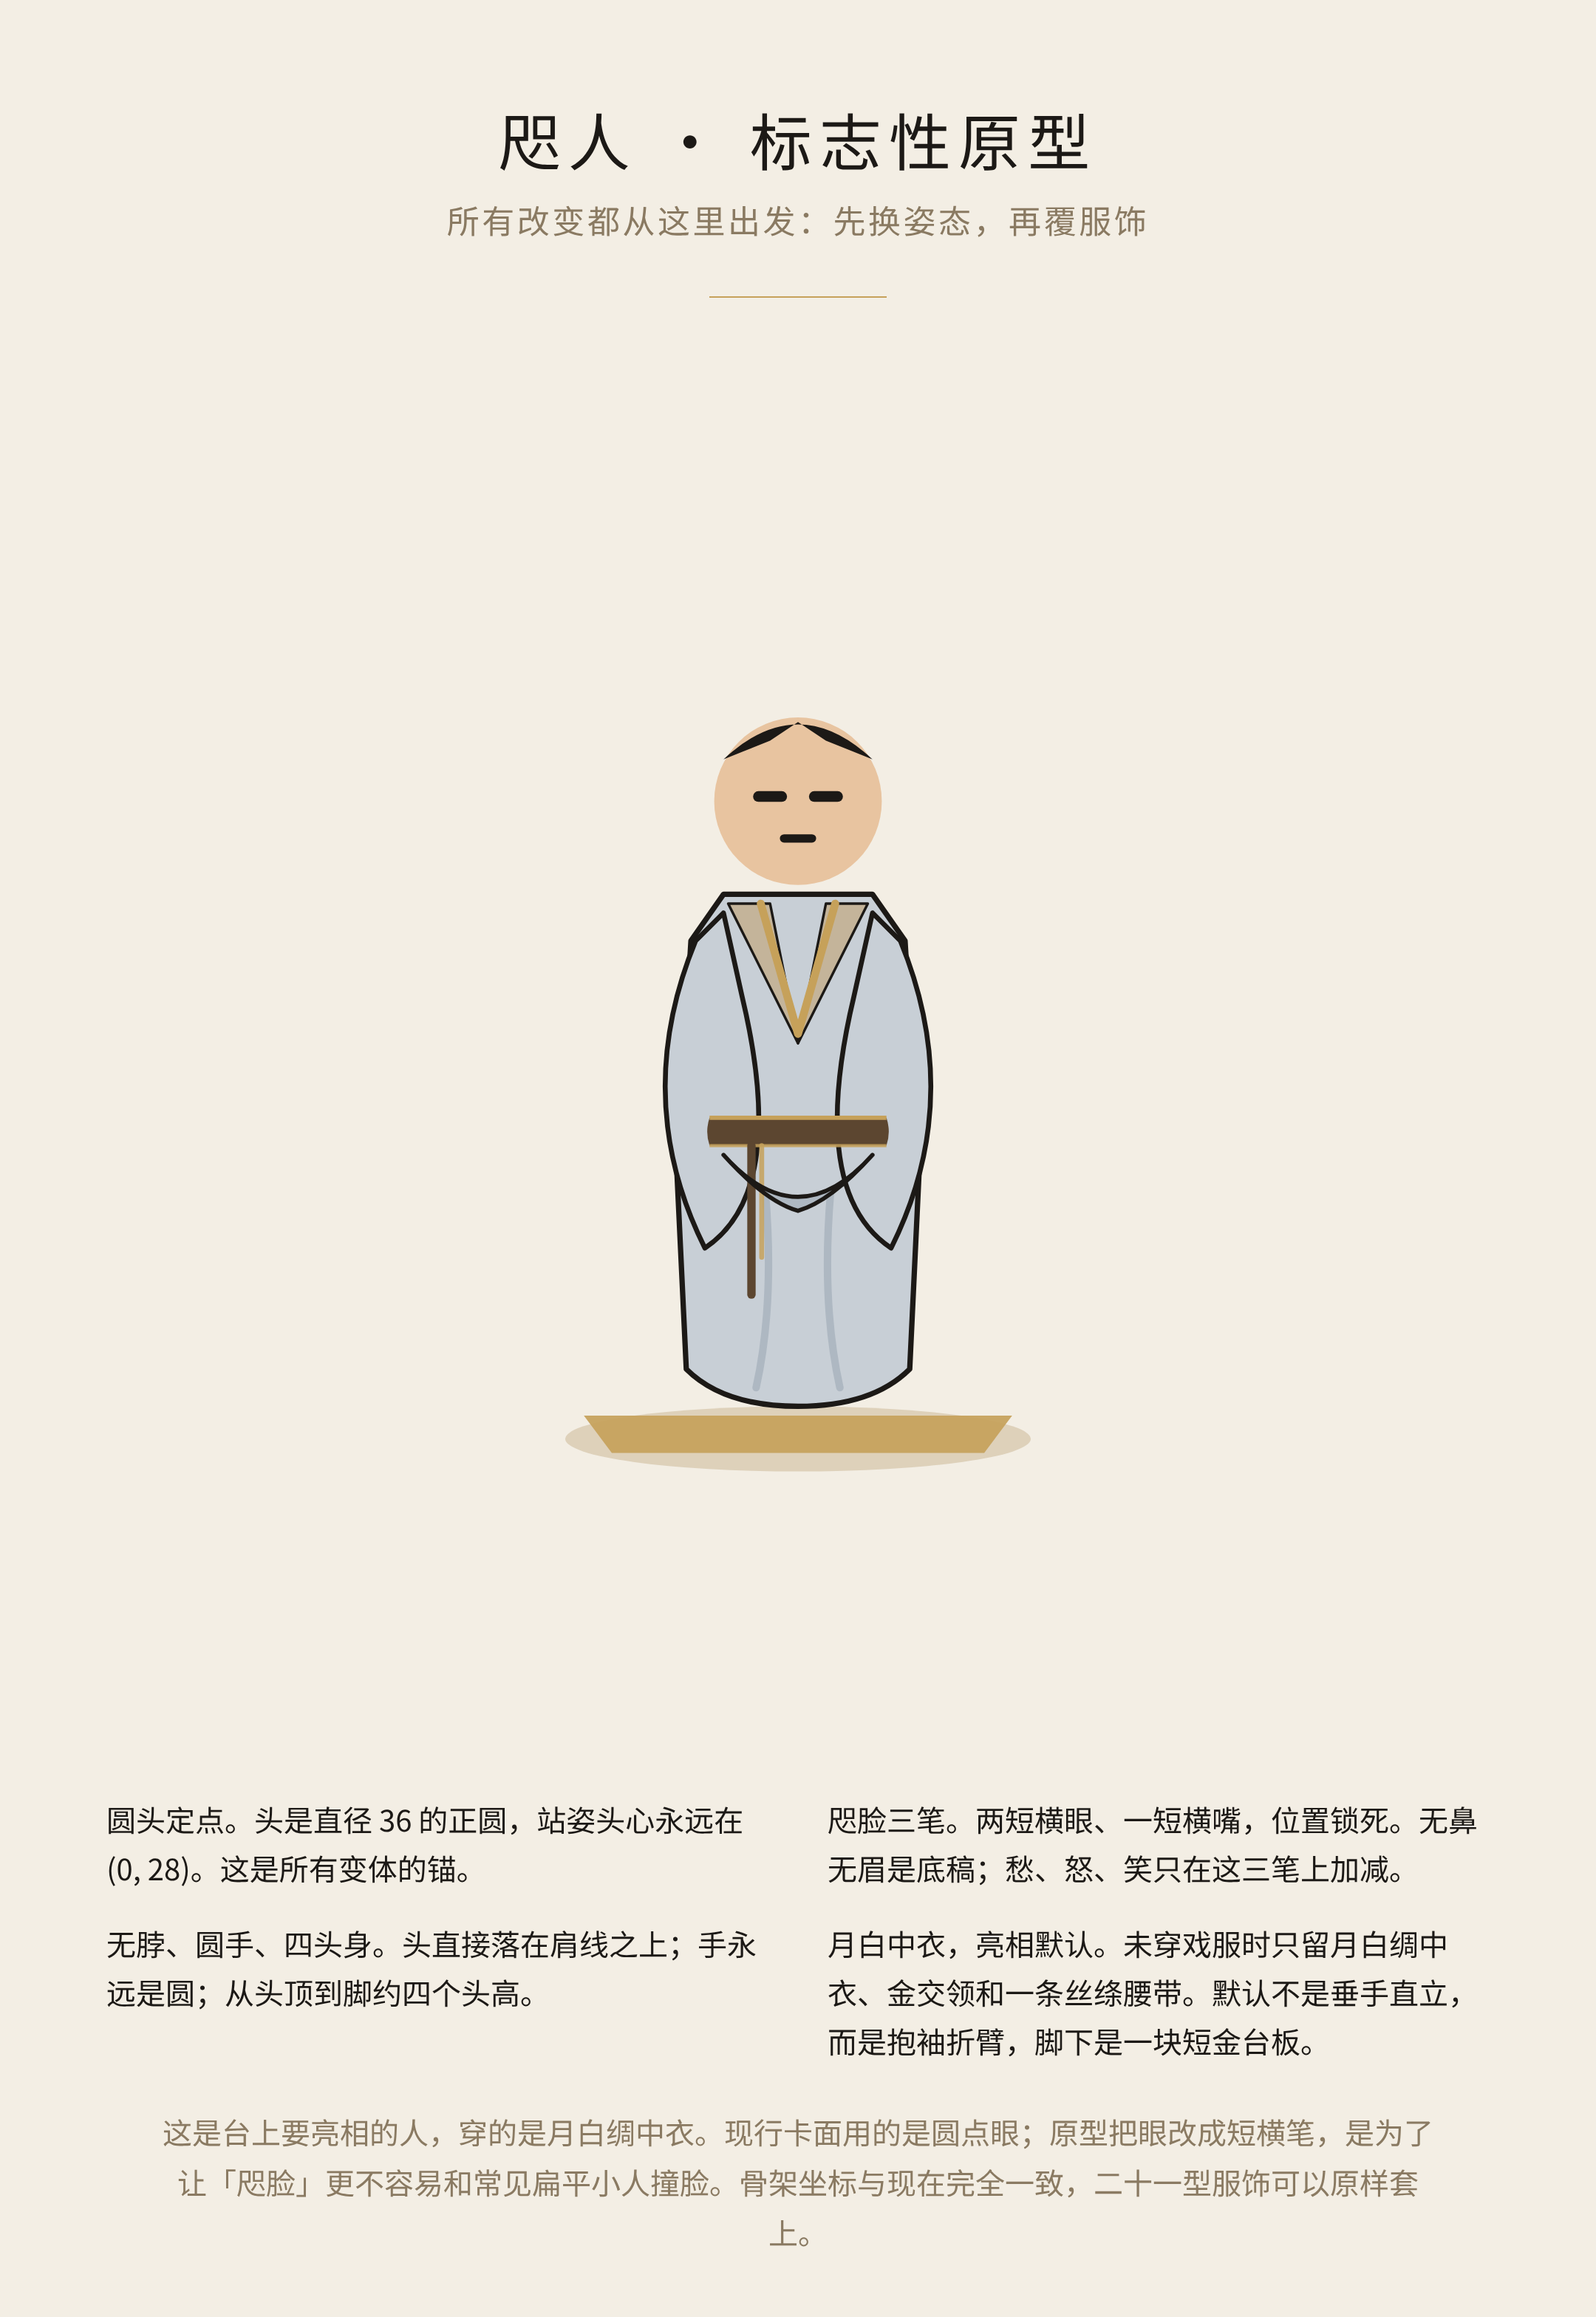 咫人 · 标志性原型
所有改变都从这里出发：先换姿态，再覆服饰
圆头定点。头是直径 36 的正圆，站姿头心永远在
(0, 28)。这是所有变体的锚。
咫脸三笔。两短横眼、一短横嘴，位置锁死。无鼻
无眉是底稿；愁、怒、笑只在这三笔上加减。
无脖、圆手、四头身。头直接落在肩线之上；手永
远是圆；从头顶到脚约四个头高。
月白中衣，亮相默认。未穿戏服时只留月白绸中
衣、金交领和一条丝绦腰带。默认不是垂手直立，
而是抱袖折臂，脚下是一块短金台板。
这是台上要亮相的人，穿的是月白绸中衣。现行卡面用的是圆点眼；原型把眼改成短横笔，是为了
让「咫脸」更不容易和常见扁平小人撞脸。骨架坐标与现在完全一致，二十一型服饰可以原样套
上。